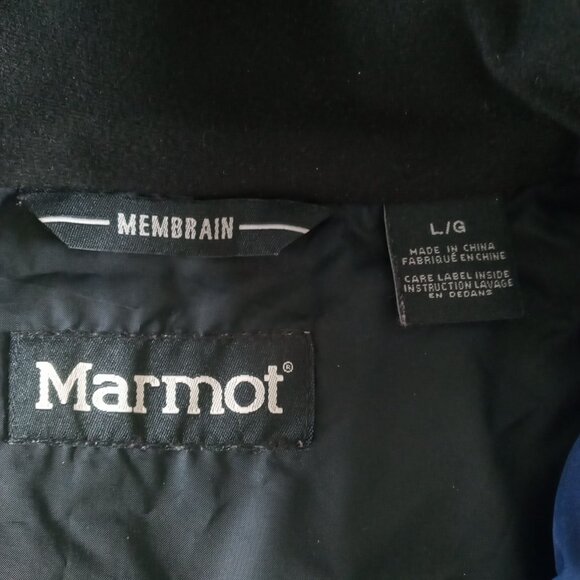 MEMBRAIN
L/G
MADE IN CHINA
FABRIQUÉ EN CHINE
CARE LABEL INSIDE
INSTRUCTION LAVAGE
EN DEDANS
Marmot®